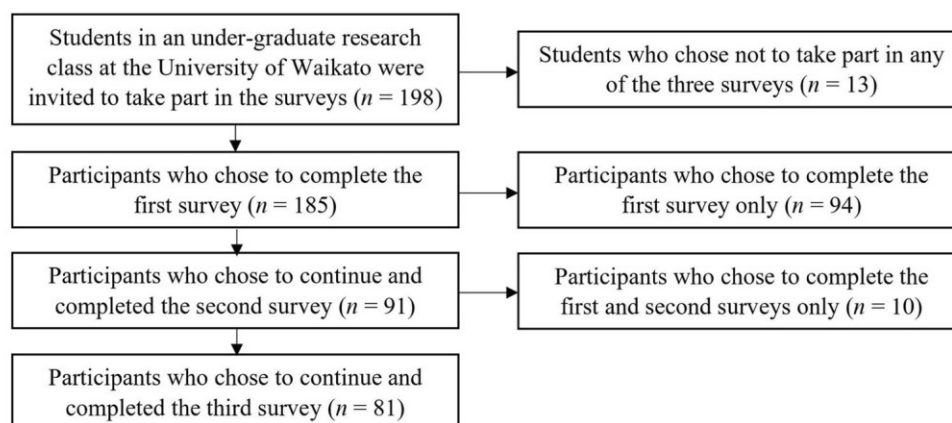 Students in an under-graduate research
class at the University of Waikato were
invited to take part in the surveys (n = 198)
Students who chose not to take part in any
of the three surveys (n = 13)
Participants who chose to complete the
first survey (n = 185)
Participants who chose to complete the
first survey only (n = 94)
Participants who chose to continue and
completed the second survey (n = 91)
Participants who chose to complete the
first and second surveys only (n = 10)
Participants who chose to continue and
completed the third survey (n = 81)